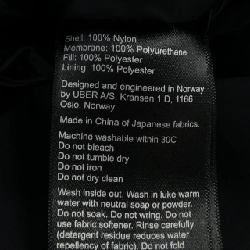 Shell: 100% Nylon
Membrane: 100% Polyurethane
Fill: 100% Polyester
Lining: 100% Polyester
Designed and engineered in Norway
by UBER A/S. Kransen 1 D, 1166
Oslo, Norway
Made in China of Japanese fabrics.
Machine washable within 30C
Do not bleach
Do not tumble dry
Do not iron
Do not dry clean
Wash inside out. Wash in luke warm
water with neutral soap or powder.
Do not soak. Do not wring. Do not
use fabric softener. Rinse carefully
(detergent residue reduces water
repellency of fabric). Do not fold